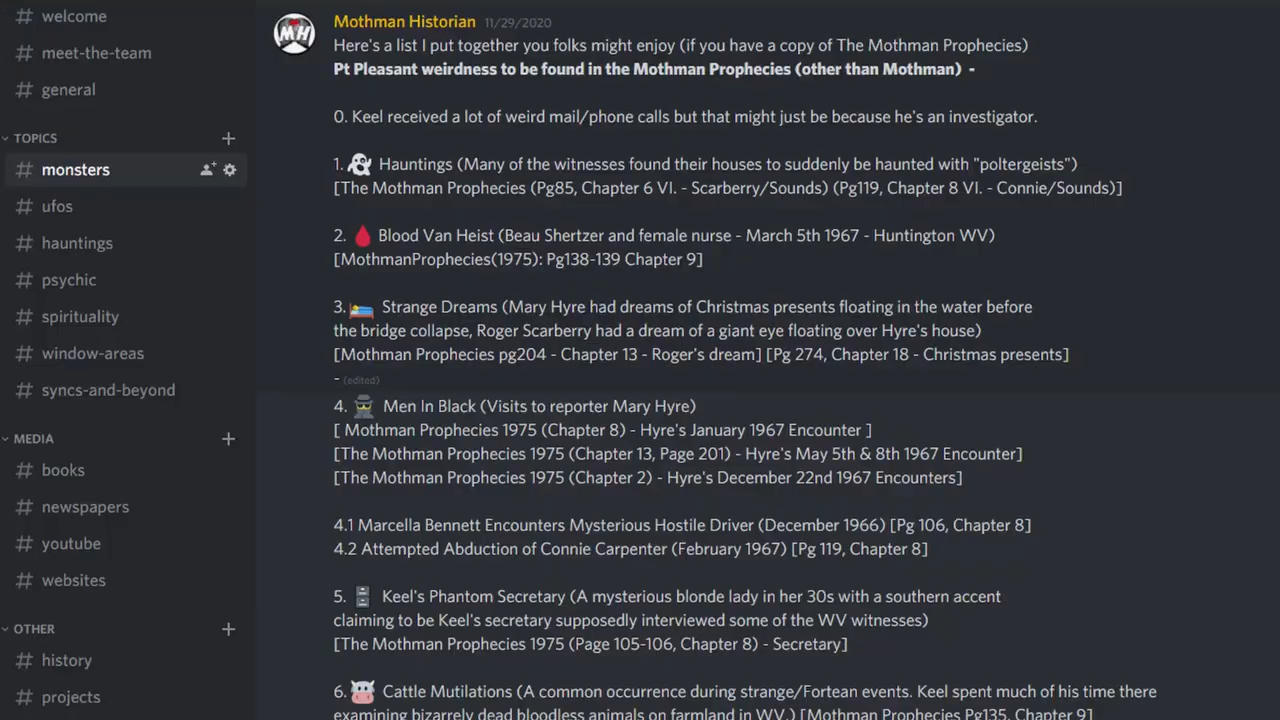 welcome
meet-the-team
general
TOPICS
monsters
ufos
hauntings
psychic
spirituality
window-areas
syncs-and-beyond
MEDIA
books
newspapers
youtube
websites
OTHER
history
projects
MH
Mothman Historian 11/29/2020
Here's a list I put together you folks might enjoy (if you have a copy of The Mothman Prophecies)
Pt Pleasant weirdness to be found in the Mothman Prophecies (other than Mothman) -
0. Keel received a lot of weird mail/phone calls but that might just be because he's an investigator.
1. Hauntings (Many of the witnesses found their houses to suddenly be haunted with "poltergeists")
[The Mothman Prophecies (Pg85, Chapter 6 VI. - Scarberry/Sounds) (Pg119, Chapter 8 VI. - Connie/Sounds)]
2. Blood Van Heist (Beau Shertzer and female nurse - March 5th 1967 - Huntington WV)
[MothmanProphecies(1975): Pg138-139 Chapter 9]
3. Strange Dreams (Mary Hyre had dreams of Christmas presents floating in the water before
the bridge collapse, Roger Scarberry had a dream of a giant eye floating over Hyre's house)
[Mothman Prophecies pg204 - Chapter 13 - Roger's dream] [Pg 274, Chapter 18 - Christmas presents]
- (edited)
4. Men In Black (Visits to reporter Mary Hyre)
[ Mothman Prophecies 1975 (Chapter 8) - Hyre's January 1967 Encounter ]
[The Mothman Prophecies 1975 (Chapter 13, Page 201) - Hyre's May 5th & 8th 1967 Encounter]
[The Mothman Prophecies 1975 (Chapter 2) - Hyre's December 22nd 1967 Encounters]
4.1 Marcella Bennett Encounters Mysterious Hostile Driver (December 1966) [Pg 106, Chapter 8]
4.2 Attempted Abduction of Connie Carpenter (February 1967) [Pg 119, Chapter 8]
5. Keel's Phantom Secretary (A mysterious blonde lady in her 30s with a southern accent
claiming to be Keel's secretary supposedly interviewed some of the WV witnesses)
[The Mothman Prophecies 1975 (Page 105-106, Chapter 8) - Secretary]
6. Cattle Mutilations (A common occurrence during strange/Fortean events. Keel spent much of his time there
examining bizarrely dead bloodless animals on farmland in WV.) [Mothman Prophecies Pg135, Chapter 9]